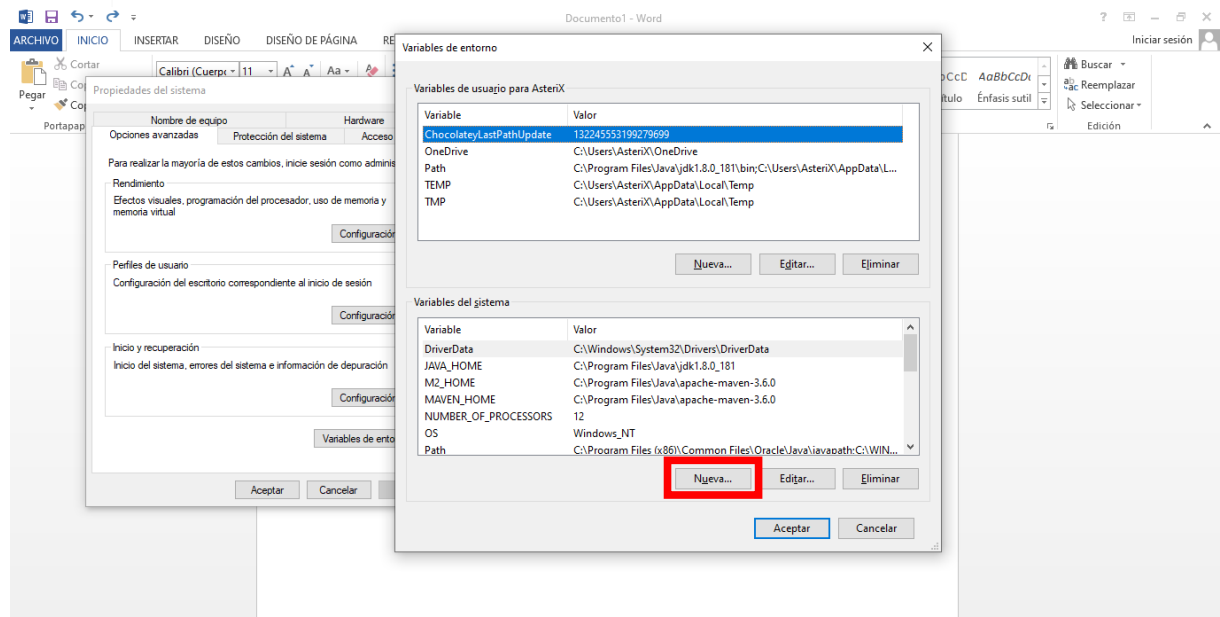 Documento1 - Word
ARCHIVO INICIO INSERTAR DISEÑO DISEÑO DE PÁGINA RE
Iniciar sesión
Pegar
Cortar
Cop
Cop
Portapap
Calibri (Cuerpo 11 A A Aa
CcD AaBbCcDc
ítulo Énfasis sutil
Buscar
Reemplazar
Seleccionar
Edición
Propiedades del sistema
Nombre de equipo Hardware
Opciones avanzadas Protección del sistema Acceso
Para realizar la mayoría de estos cambios, inicie sesión como adminis
Rendimiento
Efectos visuales, programación del procesador, uso de memoria y
memoria virtual
Configuración
Perfiles de usuario
Configuración del escritorio correspondiente al inicio de sesión
Configuración
Inicio y recuperación
Inicio del sistema, errores del sistema e información de depuración
Configuración
Variables de ento
Aceptar Cancelar
Variables de entorno
Variables de usuario para AsteriX
Variable Valor
ChocolateyLastPathUpdate 132245553199279699
OneDrive C:\Users\AsteriX\OneDrive
Path C:\Program Files\Java\jdk1.8.0_181\bin;C:\Users\AsteriX\AppData\L...
TEMP C:\Users\AsteriX\AppData\Local\Temp
TMP C:\Users\AsteriX\AppData\Local\Temp
Nueva... Editar... Eliminar
Variables del sistema
Variable Valor
DriverData C:\Windows\System32\Drivers\DriverData
JAVA_HOME C:\Program Files\Java\jdk1.8.0_181
M2_HOME C:\Program Files\Java\apache-maven-3.6.0
MAVEN_HOME C:\Program Files\Java\apache-maven-3.6.0
NUMBER_OF_PROCESSORS 12
OS Windows_NT
Path C:\Program Files (x86)\Common Files\Oracle\Java\javapath;C:\WIN...
Nueva... Editar... Eliminar
Aceptar Cancelar